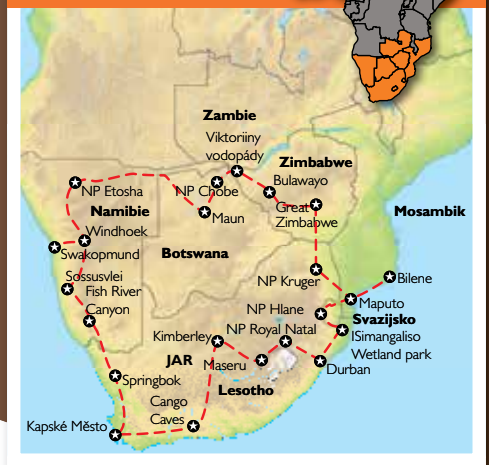 Zambie
Viktoriiny
vodopády
Zimbabwe
NP Etosha
NP Chobe
Bulawayo
Namibie
Maun
Great
Zimbabwe
Mosambik
Windhoek
Swakopmund
Botswana
Sossusvlei
NP Kruger
Bilene
Fish River
Canyon
Maputo
NP Hlane
Svazijsko
Kimberley
NP Royal Natal
ISimangaliso
Wetland park
JAR
Maseru
Durban
Springbok
Lesotho
Cango
Caves
Kapské Město